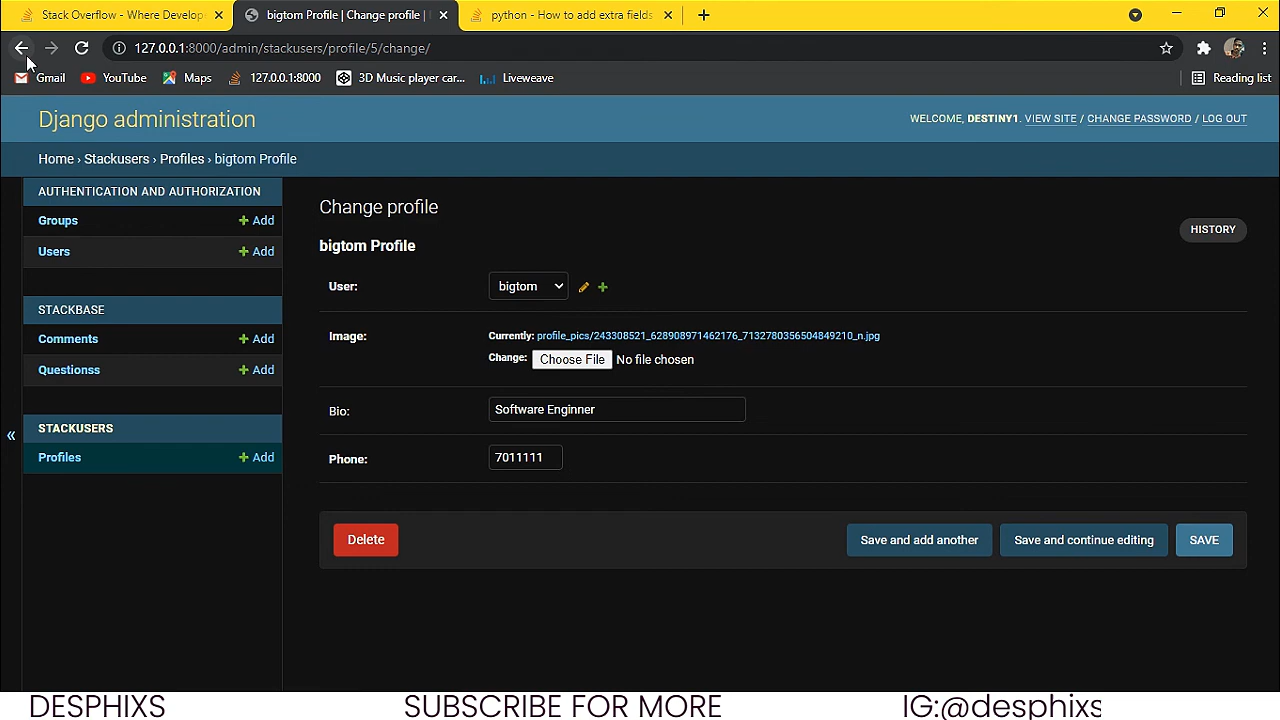 Stack Overflow - Where Develope
bigtom Profile | Change profile |
python - How to add extra fields
127.0.0.1:8000/admin/stackusers/profile/5/change/
Gmail
YouTube
Maps
127.0.0.1:8000
3D Music player car...
Liveweave
Reading list
Django administration
WELCOME, DESTINY1. VIEW SITE / CHANGE PASSWORD / LOG OUT
Home › Stackusers › Profiles › bigtom Profile
AUTHENTICATION AND AUTHORIZATION
Groups
Add
Users
Add
STACKBASE
Comments
Add
Questionss
Add
STACKUSERS
Profiles
Add
«
Change profile
HISTORY
bigtom Profile
User:
bigtom
Image:
Currently: profile_pics/243308521_628908971462176_7132780356504849210_n.jpg
Change: Choose File No file chosen
Bio:
Software Enginner
Phone:
7011111
Delete
Save and add another
Save and continue editing
SAVE
DESPHIXS
SUBSCRIBE FOR MORE
IG:@desphixs